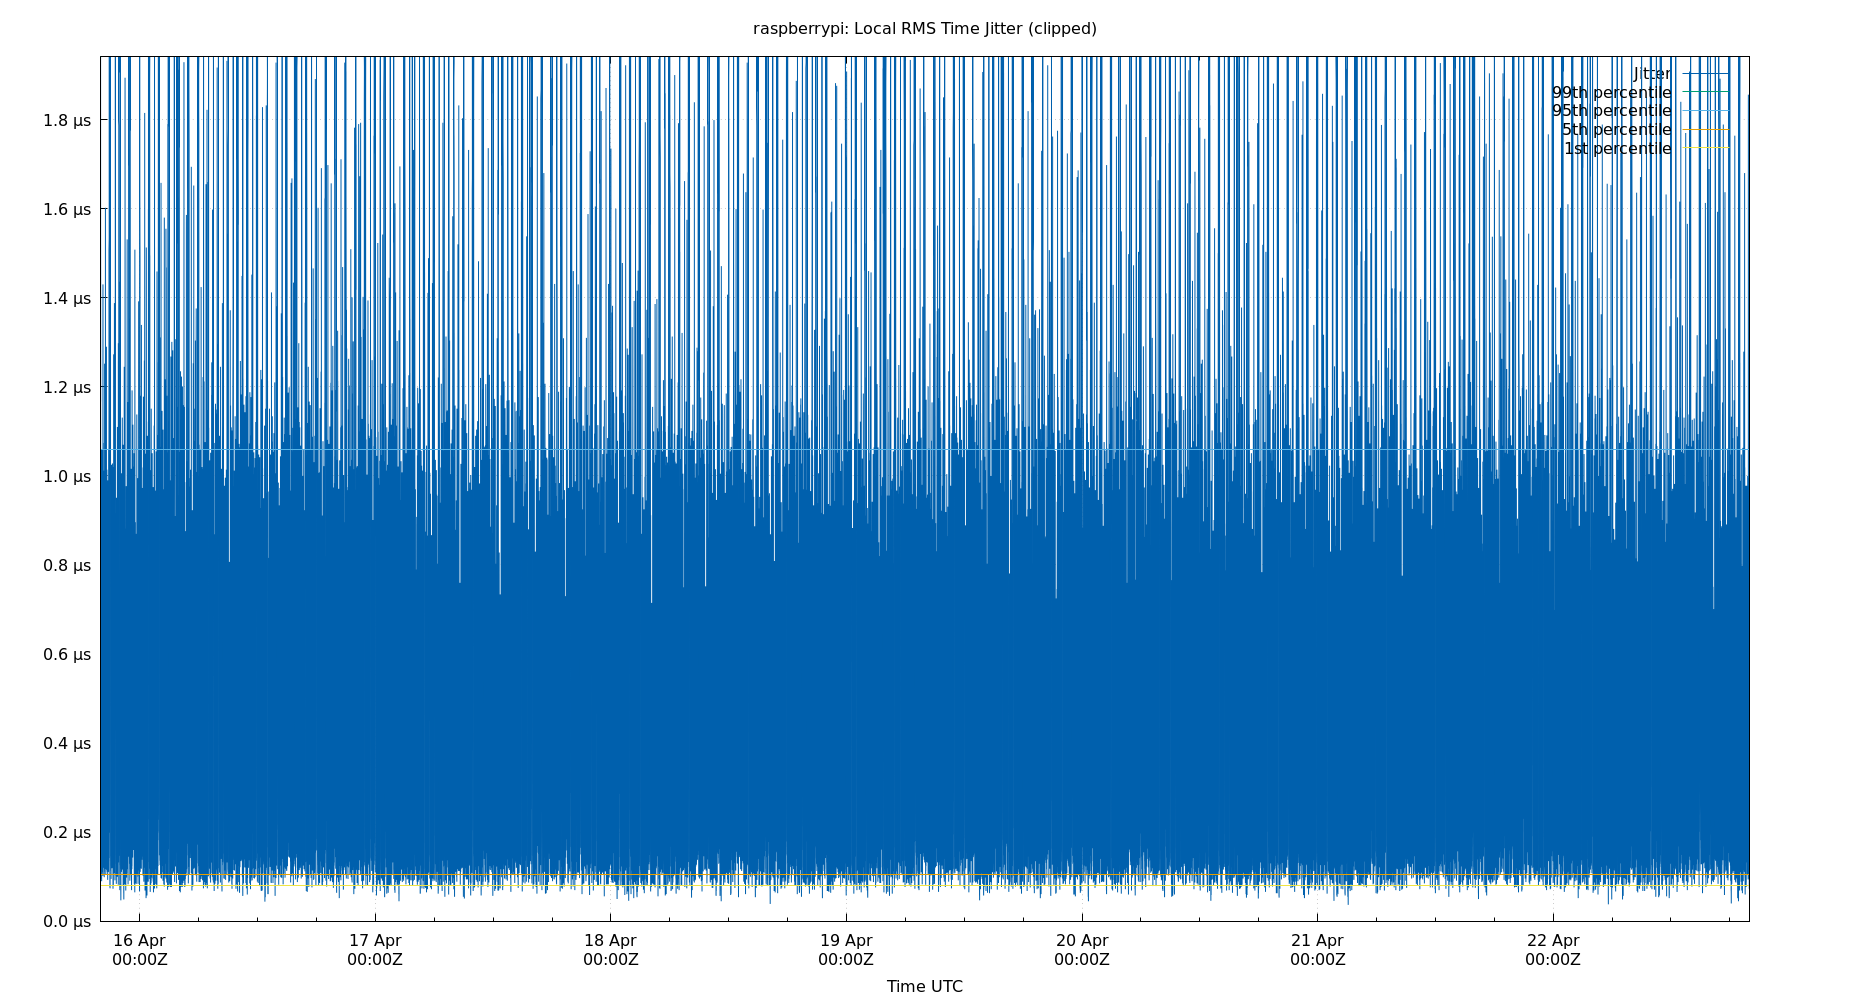 raspberrypi: Local RMS Time Jitter (clipped)
Jitter
99th percentile
95th percentile
5th percentile
1st percentile
1.8 µs
1.6 µs
1.4 µs
1.2 µs
1.0 µs
0.8 µs
0.6 µs
0.4 µs
0.2 µs
0.0 µs
16 Apr 17 Apr 18 Apr 19 Apr 20 Apr 21 Apr 22 Apr
00:00Z 00:00Z 00:00Z 00:00Z 00:00Z 00:00Z 00:00Z
Time UTC